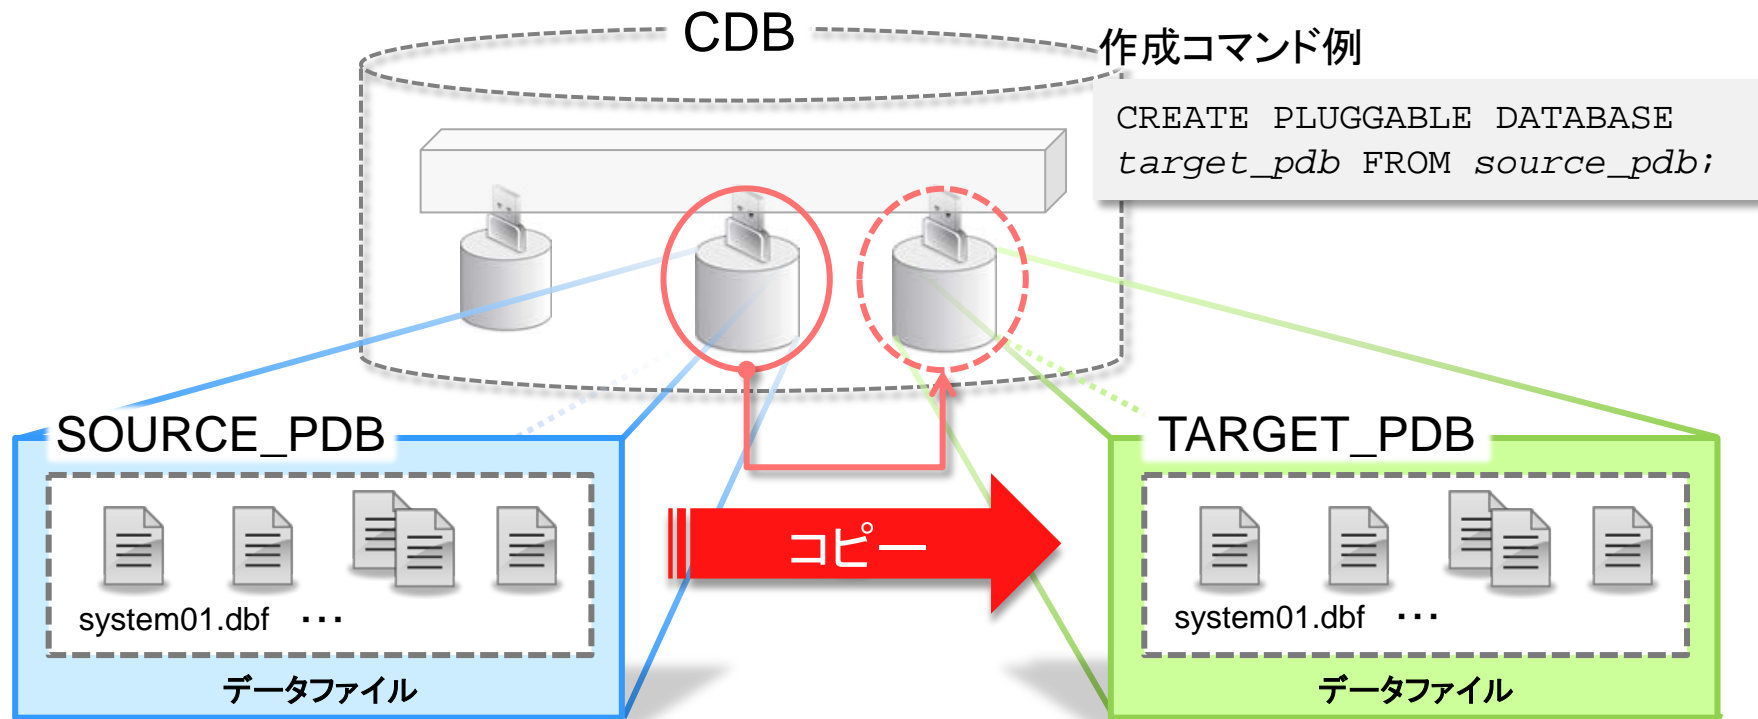 CDB
作成コマンド例
CREATE PLUGGABLE DATABASE
target_pdb FROM source_pdb;
SOURCE_PDB
system01.dbf ・・・
データファイル
コピー
TARGET_PDB
system01.dbf ・・・
データファイル